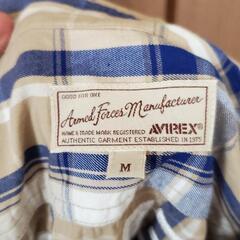 GOOD FOR ONE
Armed Forces Manufacturer
NAME & TRADE MARK REGISTERED AVIREX®
AUTHENTIC GARMENT ESTABLISHED IN 1975
M